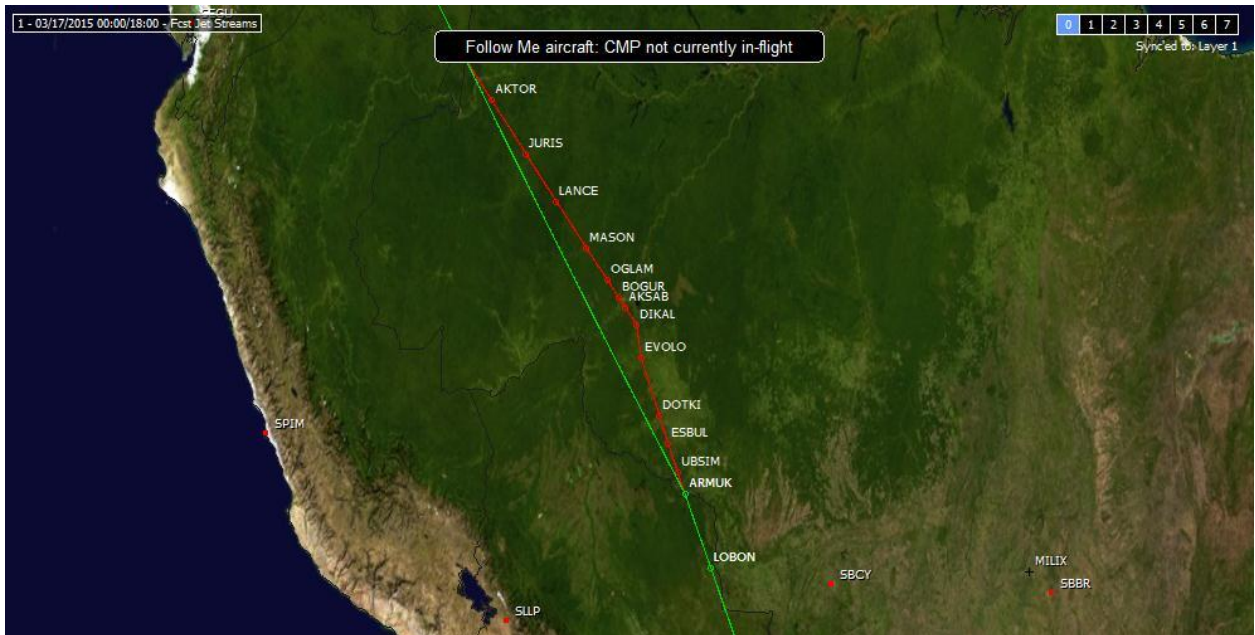 1 - 03/17/2015 00:00/18:00 - Fcst Jet Streams
0 1 2 3 4 5 6 7
Sync'ed to: Layer 1
Follow Me aircraft: CMP not currently in-flight
AKTOR
JURIS
LANCE
MASON
OGLAM
BOGUR
AKSAB
DIKAL
EVOLO
DOTKI
SPIM
ESBUL
UBSIM
ARMUK
LOBON
MILIX
SBCY
SBBR
SLLP